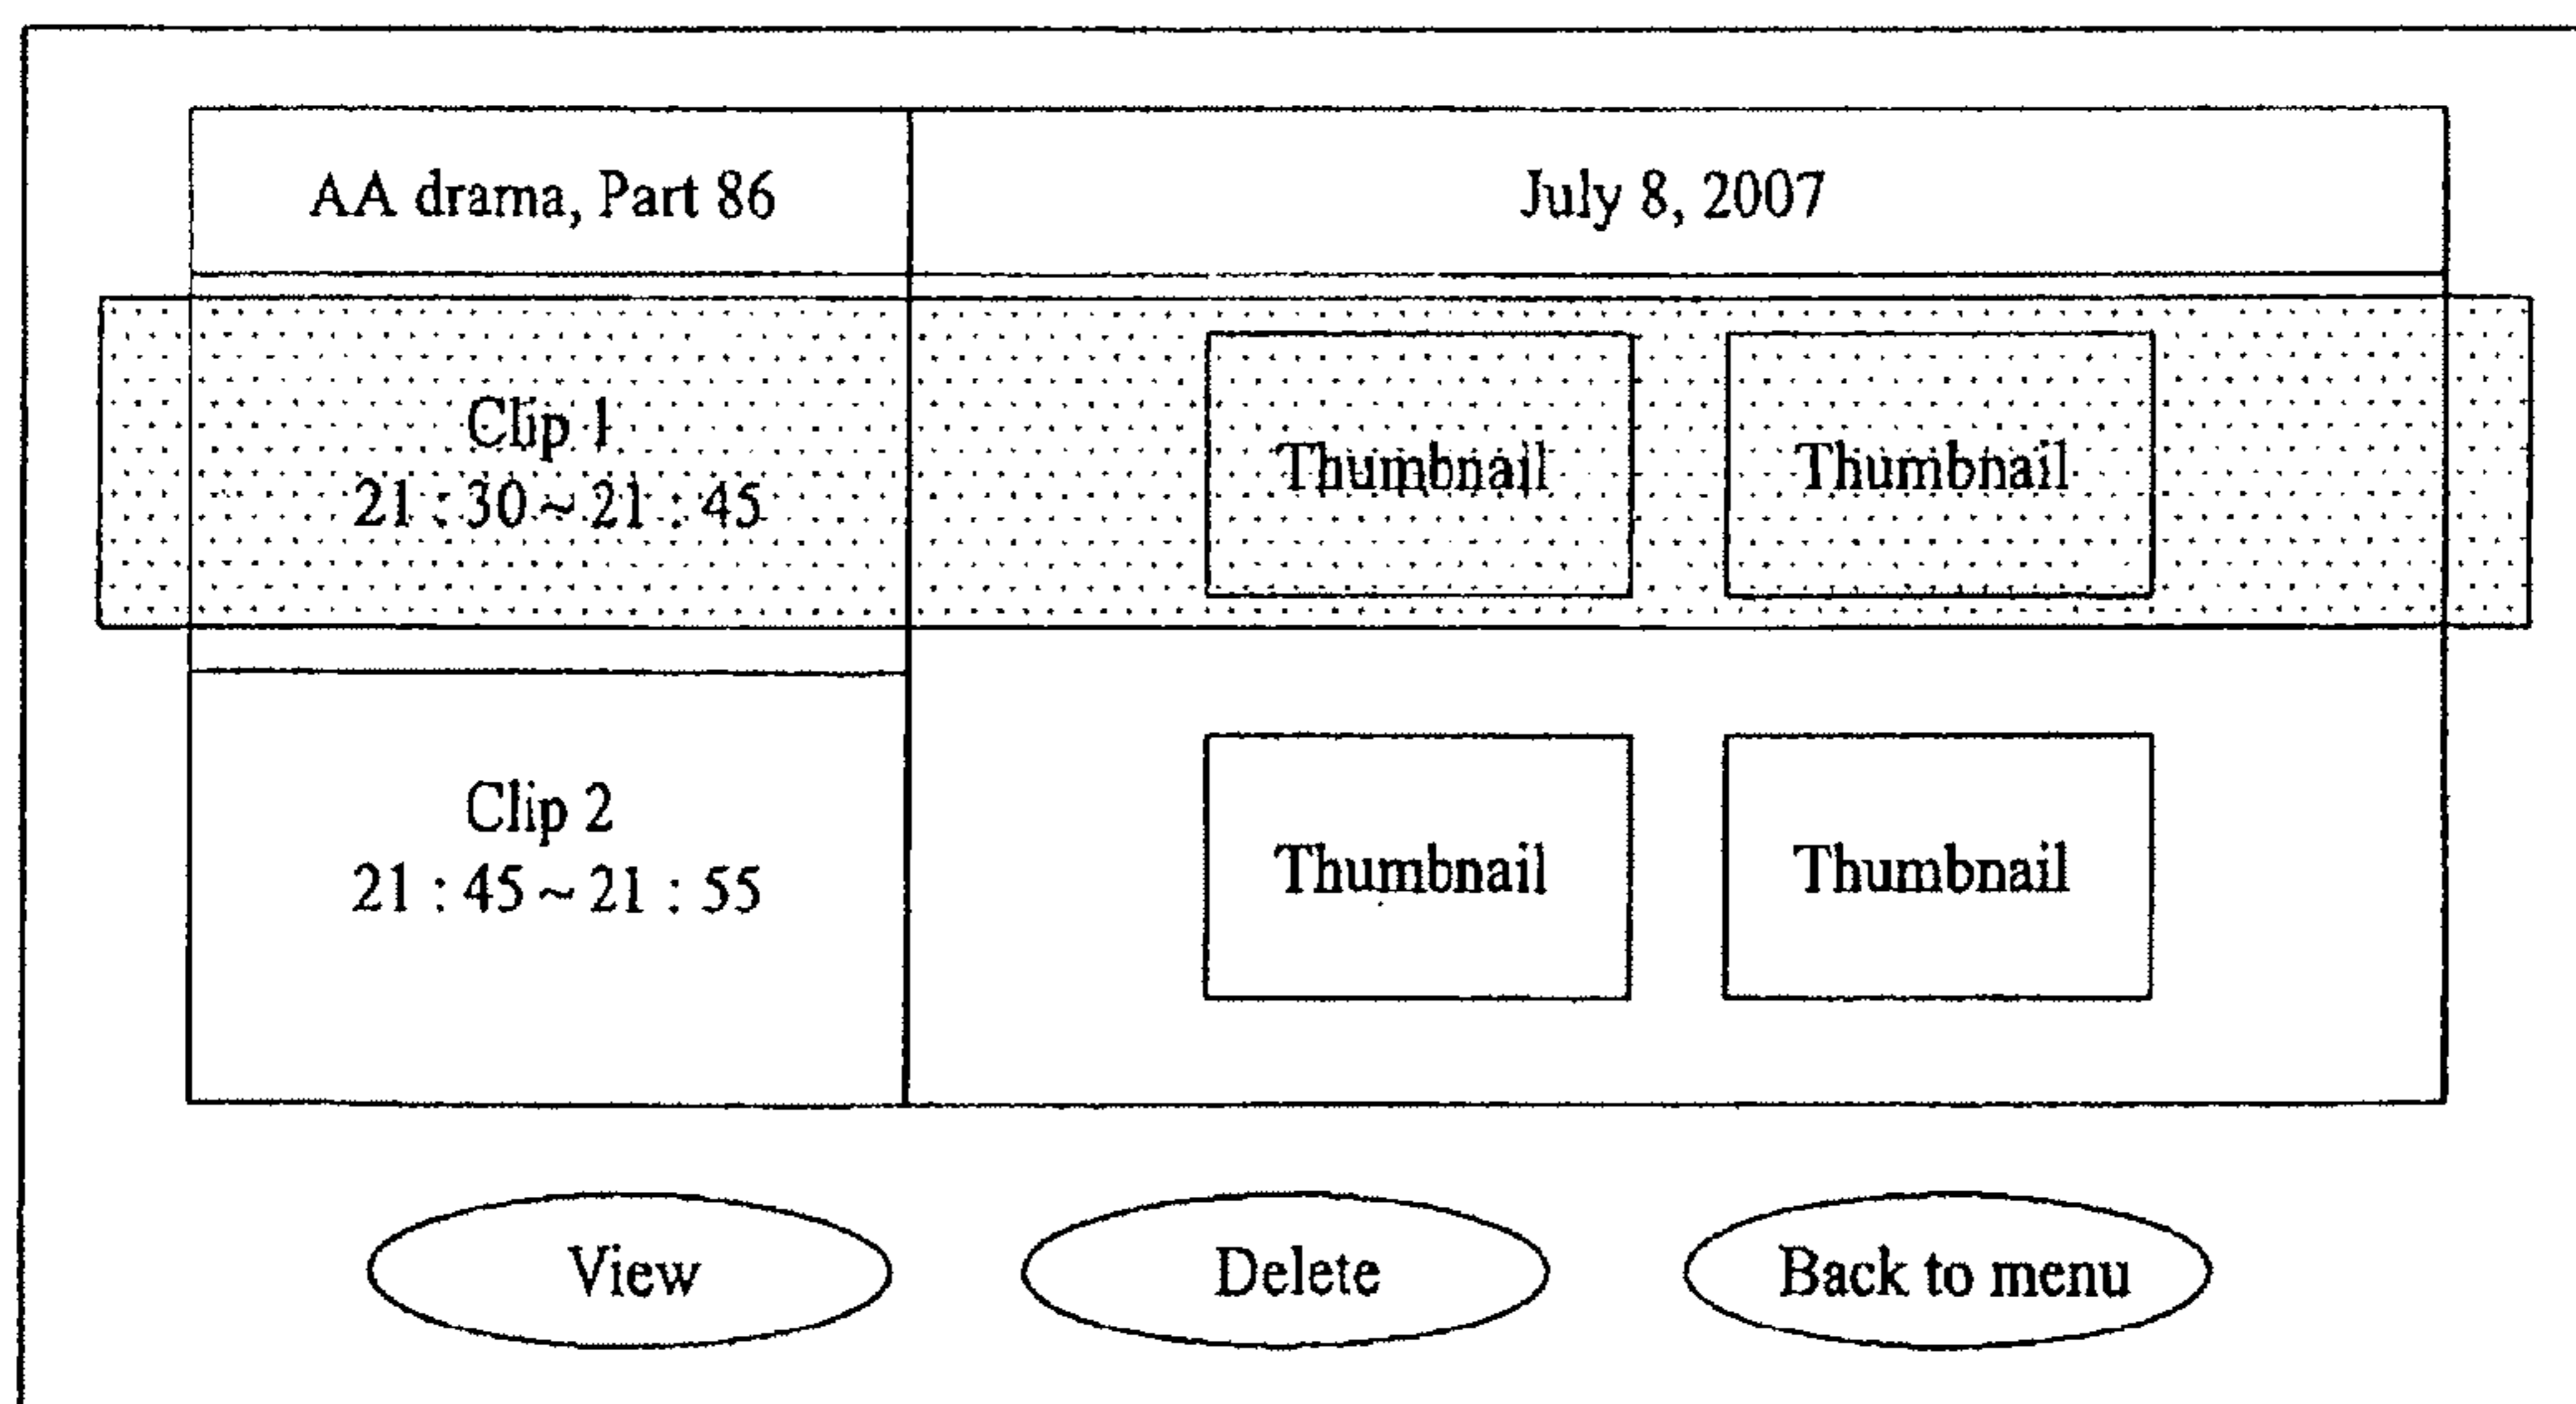 AA drama, Part 86
July 8, 2007
Clip 1
21 : 30 ~ 21 : 45
Thumbnail
Thumbnail
Clip 2
21 : 45 ~ 21 : 55
Thumbnail
Thumbnail
View
Delete
Back to menu